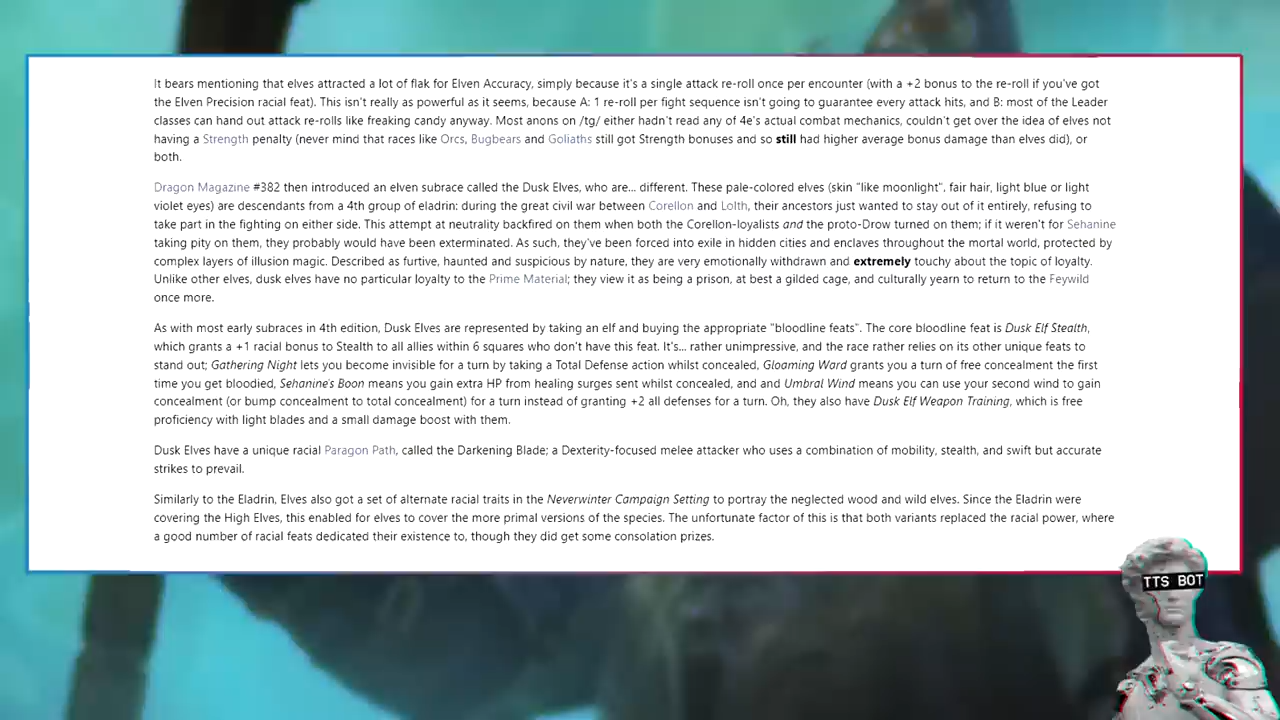 It bears mentioning that elves attracted a lot of flak for Elven Accuracy, simply because it's a single attack re-roll once per encounter (with a +2 bonus to the re-roll if you've got
the Elven Precision racial feat). This isn't really as powerful as it seems, because A: 1 re-roll per fight sequence isn't going to guarantee every attack hits, and B: most of the Leader
classes can hand out attack re-rolls like freaking candy anyway. Most anons on /tg/ either hadn't read any of 4e's actual combat mechanics, couldn't get over the idea of elves not
having a Strength penalty (never mind that races like Orcs, Bugbears and Goliaths still got Strength bonuses and so still had higher average bonus damage than elves did), or
both.
Dragon Magazine #382 then introduced an elven subrace called the Dusk Elves, who are... different. These pale-colored elves (skin "like moonlight". fair hair, light blue or light
violet eyes) are descendants from a 4th group of eladrin: during the great civil war between Corellon and Lolth, their ancestors just wanted to stay out of it entirely, refusing to
take part in the fighting on either side. This attempt at neutrality backfired on them when both the Corellon-loyalists and the proto-Drow turned on them; if it weren't for Sehanine
taking pity on them, they probably would have been exterminated. As such, they've been forced into exile in hidden cities and enclaves throughout the mortal world, protected by
complex layers of illusion magic. Described as furtive, haunted and suspicious by nature, they are very emotionally withdrawn and extremely touchy about the topic of loyalty.
Unlike other elves, dusk elves have no particular loyalty to the Prime Material; they view it as being a prison, at best a gilded cage, and culturally yearn to return to the Feywild
once more.
As with most early subraces in 4th edition, Dusk Elves are represented by taking an elf and buying the appropriate "bloodline feats". The core bloodline feat is Dusk Elf Stealth,
which grants a +1 racial bonus to Stealth to all allies within 6 squares who don't have this feat. It's... rather unimpressive, and the race rather relies on its other unique feats to
stand out; Gathering Night lets you become invisible for a turn by taking a Total Defense action whilst concealed, Gloaming Ward grants you a turn of free concealment the first
time you get bloodied, Sehanine's Boon means you gain extra HP from healing surges sent whilst concealed, and and Umbral Wind means you can use your second wind to gain
concealment (or bump concealment to total concealment) for a turn instead of granting +2 all defenses for a turn. Oh, they also have Dusk Elf Weapon Training, which is free
proficiency with light blades and a small damage boost with them.
Dusk Elves have a unique racial Paragon Path, called the Darkening Blade; a Dexterity-focused melee attacker who uses a combination of mobility, stealth, and swift but accurate
strikes to prevail.
Similarly to the Eladrin, Elves also got a set of alternate racial traits in the Neverwinter Campaign Setting to portray the neglected wood and wild elves. Since the Eladrin were
covering the High Elves, this enabled for elves to cover the more primal versions of the species. The unfortunate factor of this is that both variants replaced the racial power, where
a good number of racial feats dedicated their existence to, though they did get some consolation prizes.
TTS BOT